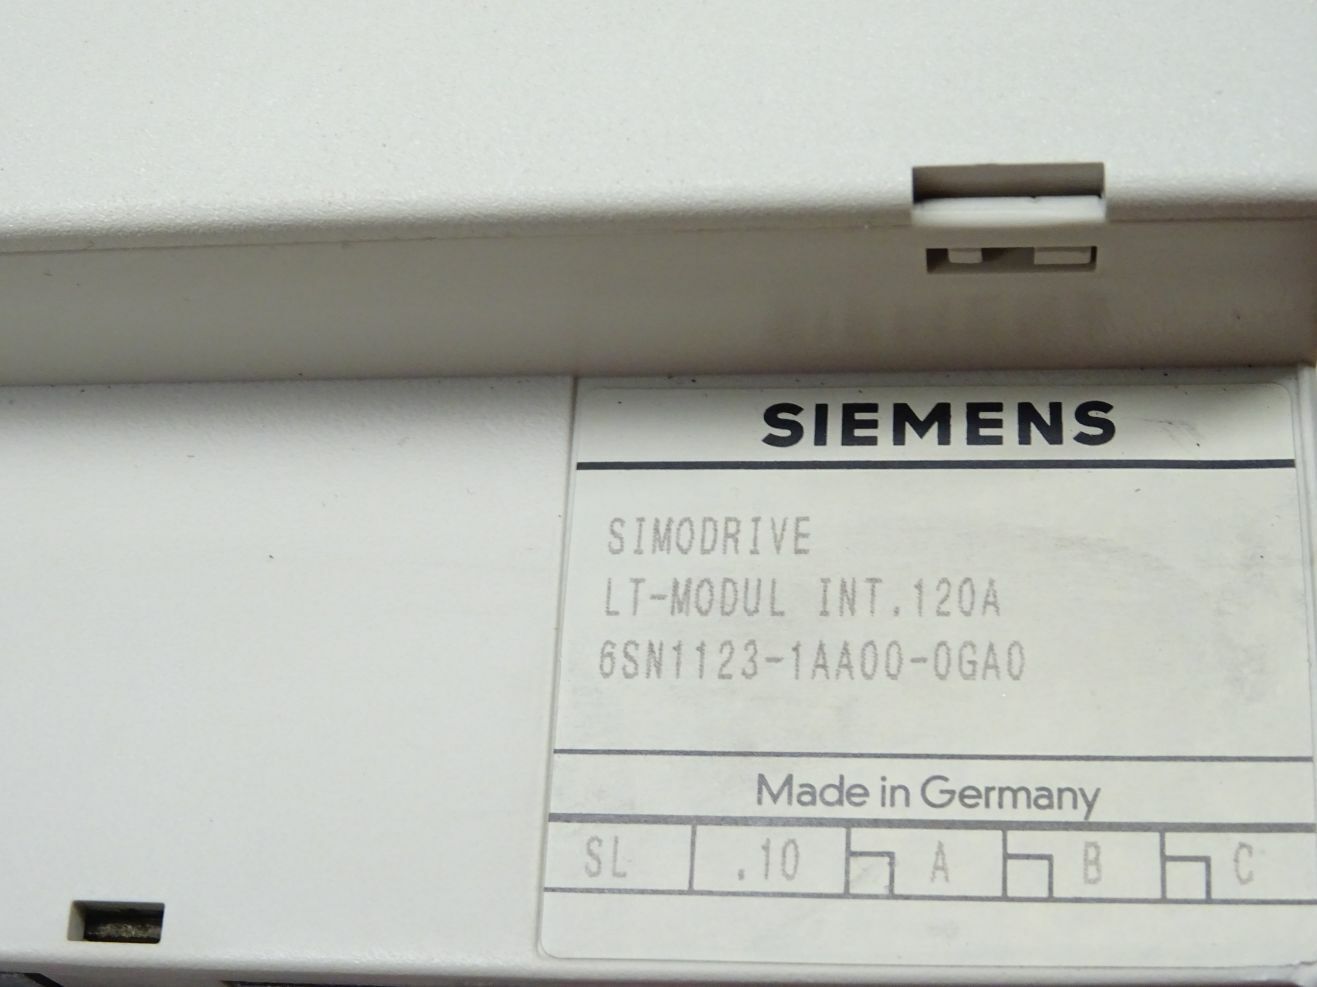 SIEMENS
SIMODRIVE
LT-MODUL INT.120A
6SN1123-1AA00-0GA0
Made in Germany
SL .10 A B C